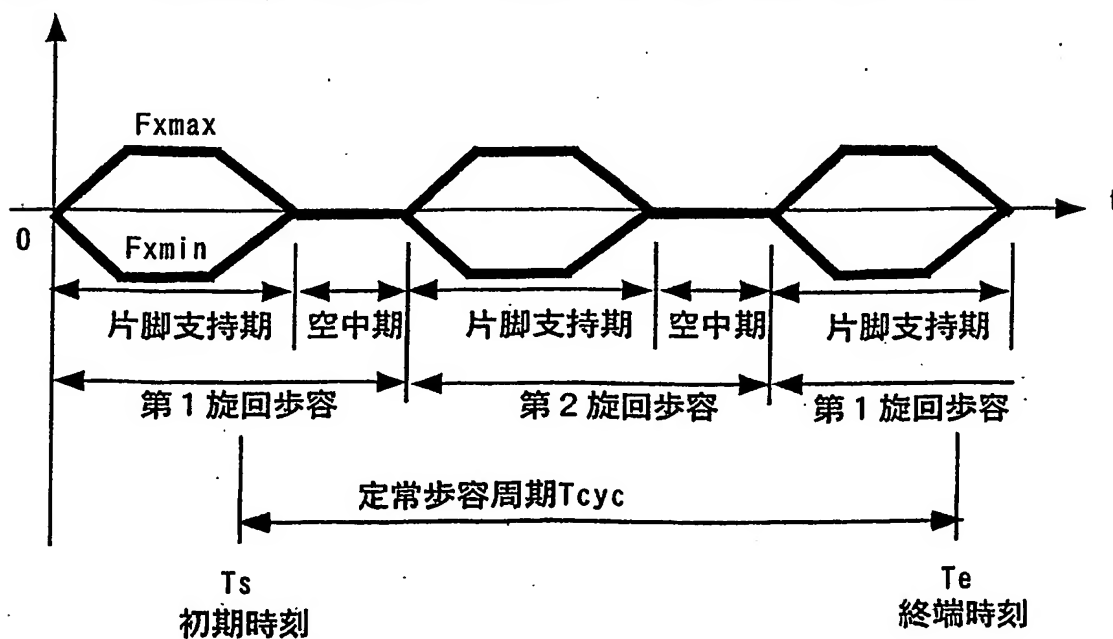 Fxmax
t
0
Fxmin
片脚支持期 空中期 片脚支持期 空中期 片脚支持期
第1旋回歩容 第2旋回歩容 第1旋回歩容
定常歩容周期Tcyc
Ts
初期時刻
Te
終端時刻